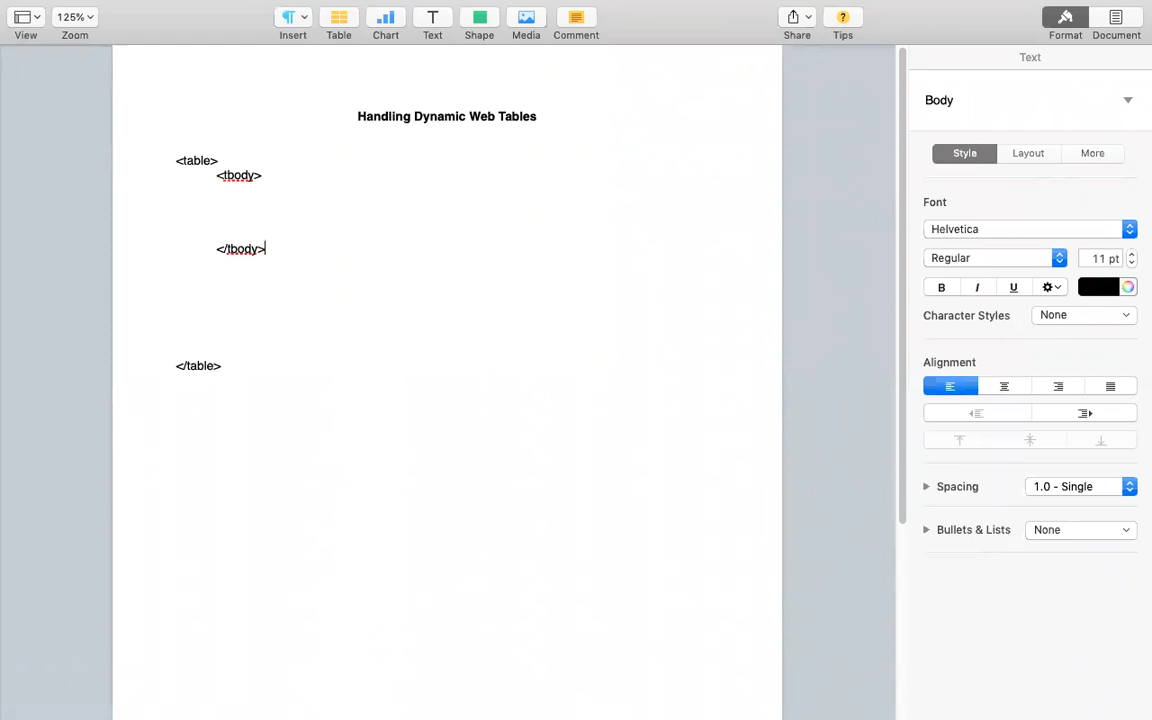 125%
View
Zoom
Insert
Table
Chart
Text
Shape
Media
Comment
Share
Tips
Format
Document
Handling Dynamic Web Tables
<table>
<tbody>
</tbody>
</table>
Text
Body
Style
Layout
More
Font
Helvetica
Regular
11 pt
B
I
U
Character Styles
None
Alignment
Spacing
1.0 - Single
Bullets & Lists
None